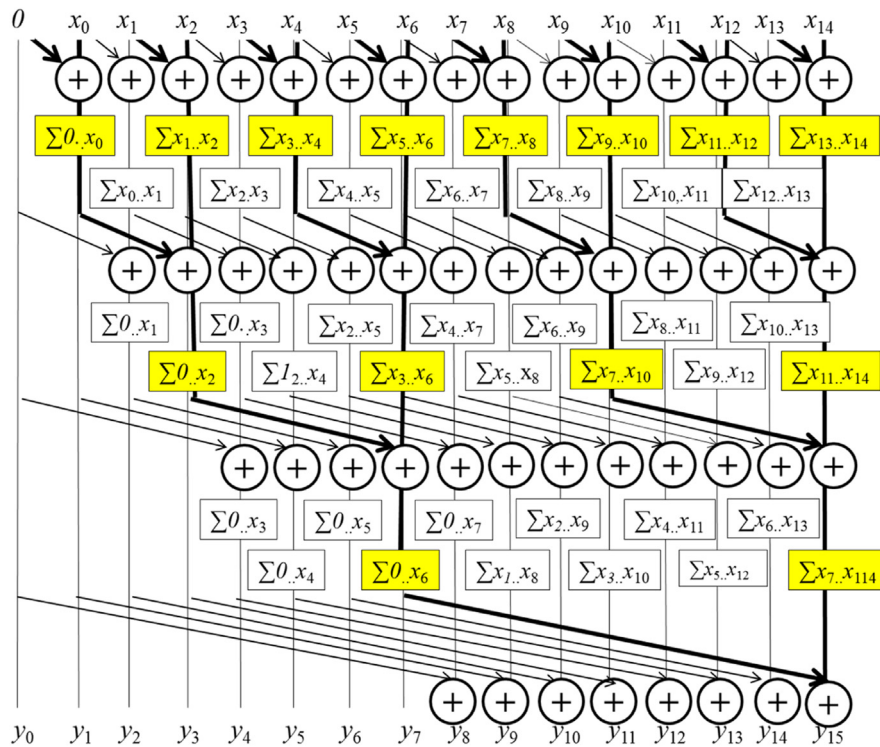 0 x₀ x₁ x₂ x₃ x₄ x₅ x₆ x₇ x₈ x₉ x₁₀ x₁₁ x₁₂ x₁₃ x₁₄
+ + + + + + + + + + + + + + +
∑0..x₀ ∑x₁..x₂ ∑x₃..x₄ ∑x₅..x₆ ∑x₇..x₈ ∑x₉..x₁₀ ∑x₁₁..x₁₂ ∑x₁₃..x₁₄
∑x₀..x₁ ∑x₂..x₃ ∑x₄..x₅ ∑x₆..x₇ ∑x₈..x₉ ∑x₁₀..x₁₁ ∑x₁₂..x₁₃
+ + + + + + + + + + + + + +
∑0..x₁ ∑0..x₃ ∑x₂..x₅ ∑x₄..x₇ ∑x₆..x₉ ∑x₈..x₁₁ ∑x₁₀..x₁₃
∑0..x₂ ∑1₂..x₄ ∑x₃..x₆ ∑x₅..x₈ ∑x₇..x₁₀ ∑x₉..x₁₂ ∑x₁₁..x₁₄
+ + + + + + + + + + + +
∑0..x₃ ∑0..x₅ ∑0..x₇ ∑x₂..x₉ ∑x₄..x₁₁ ∑x₆..x₁₃
∑0..x₄ ∑0..x₆ ∑x₁..x₈ ∑x₃..x₁₀ ∑x₅..x₁₂ ∑x₇..x₁₁₄
+ + + + + + + +
y₀ y₁ y₂ y₃ y₄ y₅ y₆ y₇ y₈ y₉ y₁₀ y₁₁ y₁₂ y₁₃ y₁₄ y₁₅